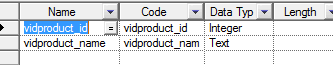 Name Code Data Typ Length
vidproduct_id = vidproduct_id Integer
vidproduct_name vidproduct_nam Text